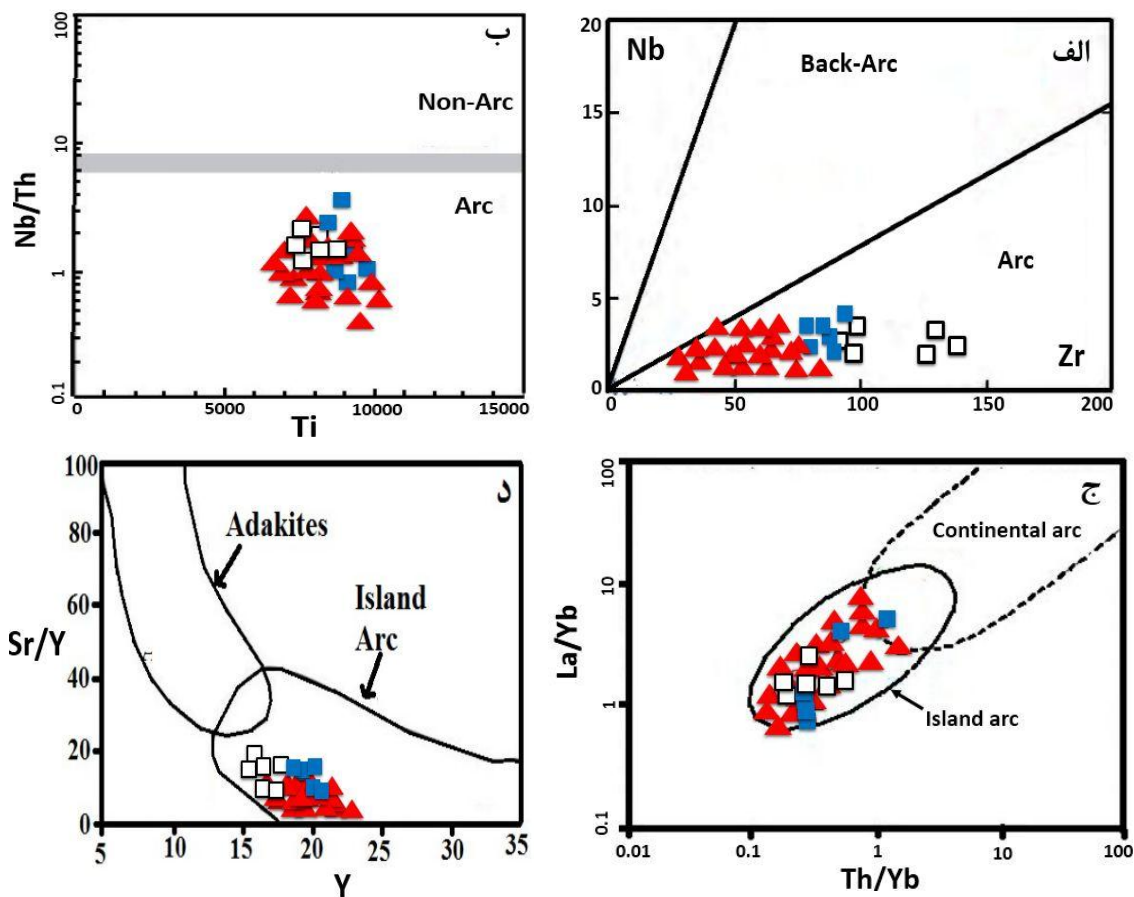 100
ب
Non-Arc
10
Arc
Nb/Th
1
0.1
0
5000
10000
15000
Ti
20
Nb
الف
Back-Arc
15
10
Arc
5
Zr
0
0
50
100
150
200
100
د
80
Adakites
60
Island
Arc
Sr/Y
40
20
0
5
10
15
20
25
30
35
Y
100
ج
Continental arc
10
La/Yb
1
Island arc
0.1
0.01
0.1
1
10
100
Th/Yb